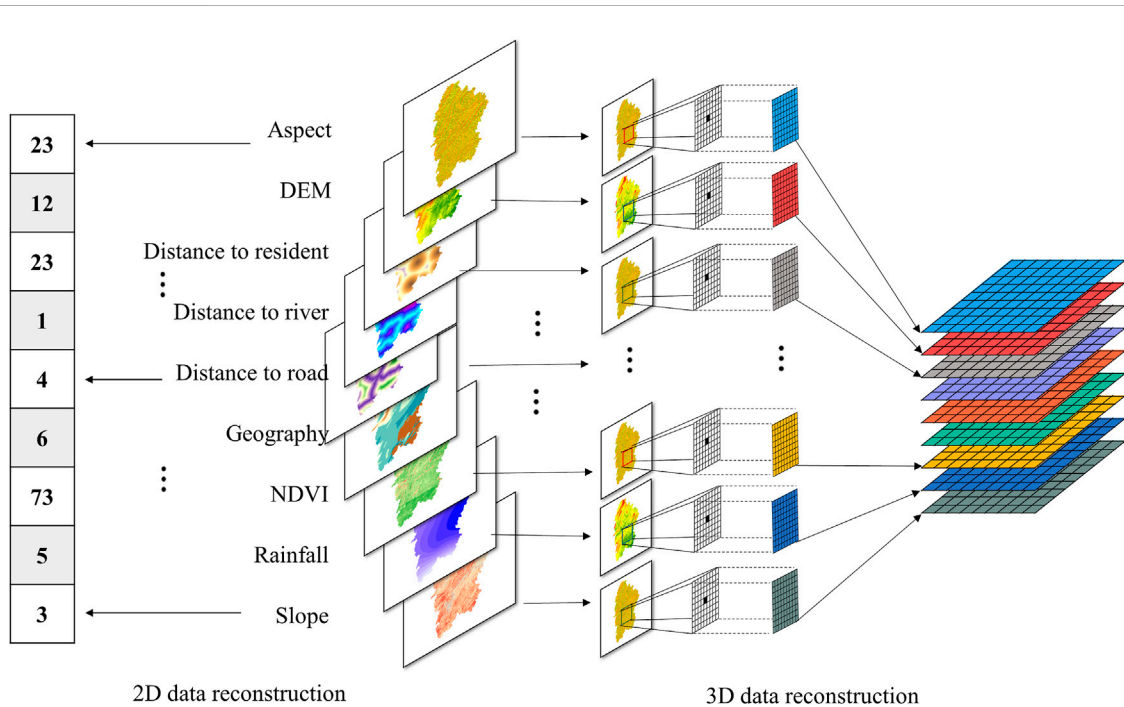 23
12
23
1
4
6
73
5
3
Aspect
DEM
Distance to resident
Distance to river
Distance to road
Geography
NDVI
Rainfall
Slope
2D data reconstruction
3D data reconstruction